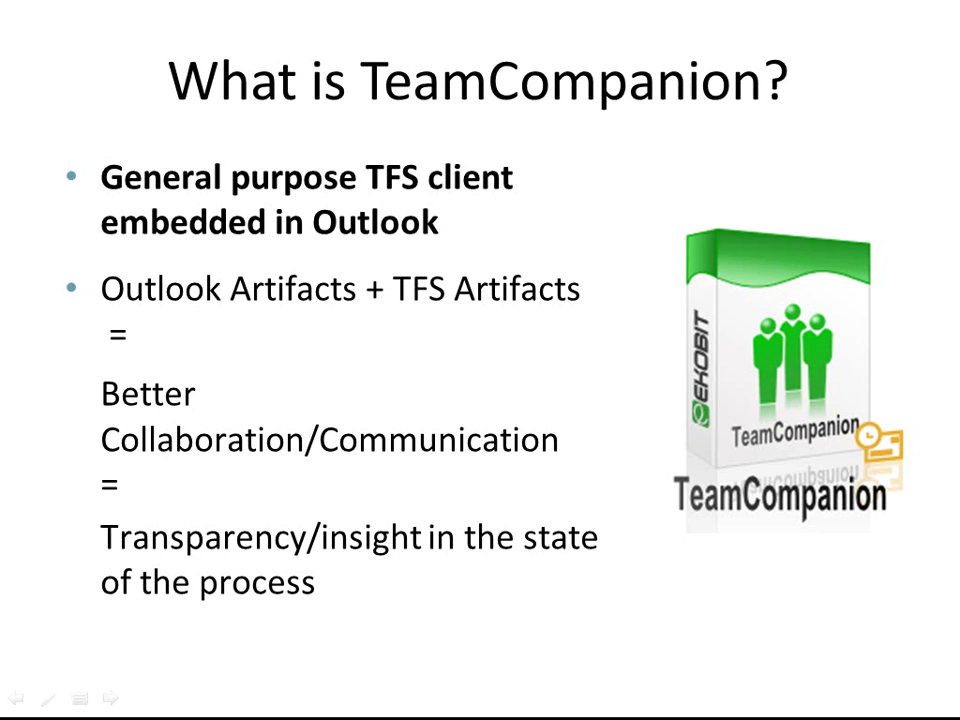 What is TeamCompanion?
• General purpose TFS client
embedded in Outlook
• Outlook Artifacts + TFS Artifacts
=
Better
Collaboration/Communication
=
Transparency/insight in the state
of the process
EKOBIT
TeamCompanion
TeamCompanion